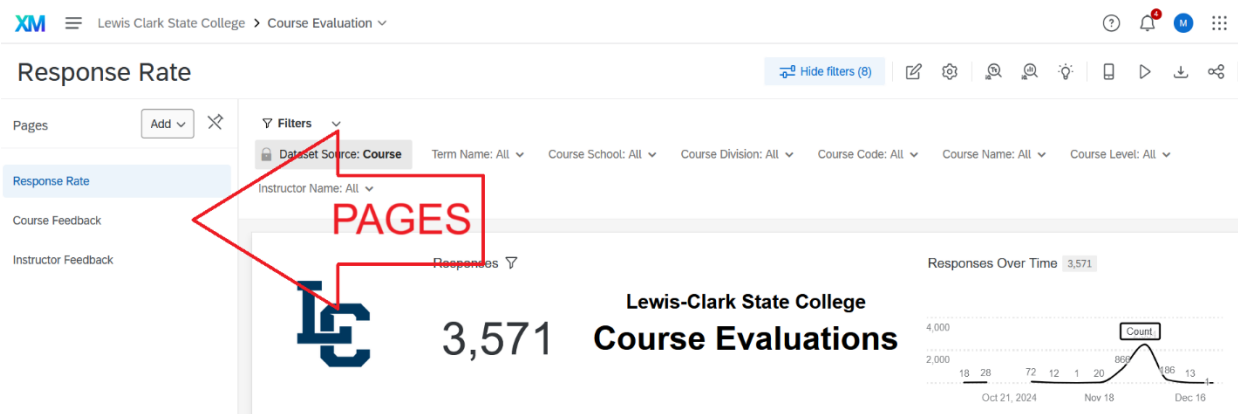 XM Lewis Clark State College > Course Evaluation
4 M
Response Rate
Hide filters (8)
Pages Add
Filters
Dataset Source: Course Term Name: All Course School: All Course Division: All Course Code: All Course Name: All Course Level: All
Response Rate
Instructor Name: All
Course Feedback
PAGES
Instructor Feedback
Responses
Responses Over Time 3,571
LC
3,571
Lewis-Clark State College
Course Evaluations
4,000
Count
2,000
18 28 72 12 1 20 866 186 13 1
Oct 21, 2024 Nov 18 Dec 16